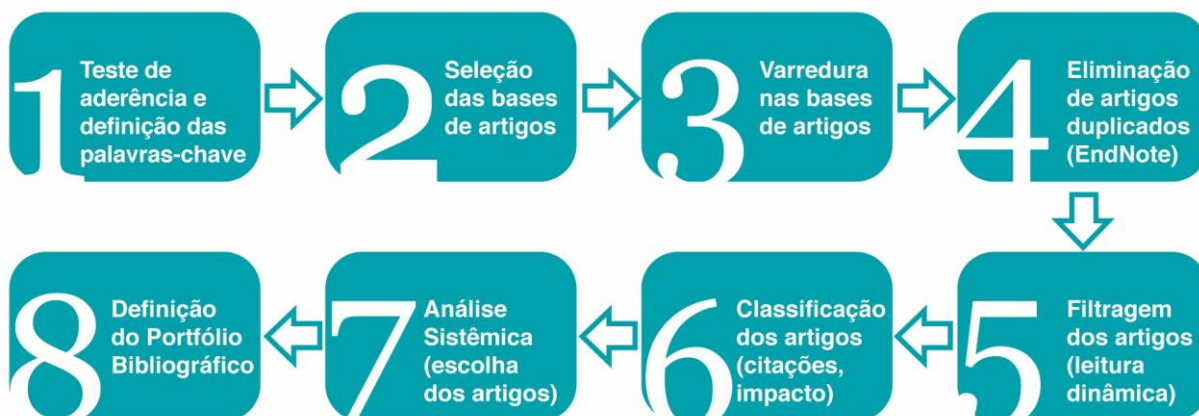 1
Teste de
aderência e
definição das
palavras-chave
2
Seleção
das bases
de artigos
3
Varredura
nas bases
de artigos
4
Eliminação
de artigos
duplicados
(EndNote)
5
Filtragem
dos artigos
(leitura
dinâmica)
6
Classificação
dos artigos
(citações,
impacto)
7
Análise
Sistêmica
(escolha
dos artigos)
8
Definição
do Portfólio
Bibliográfico